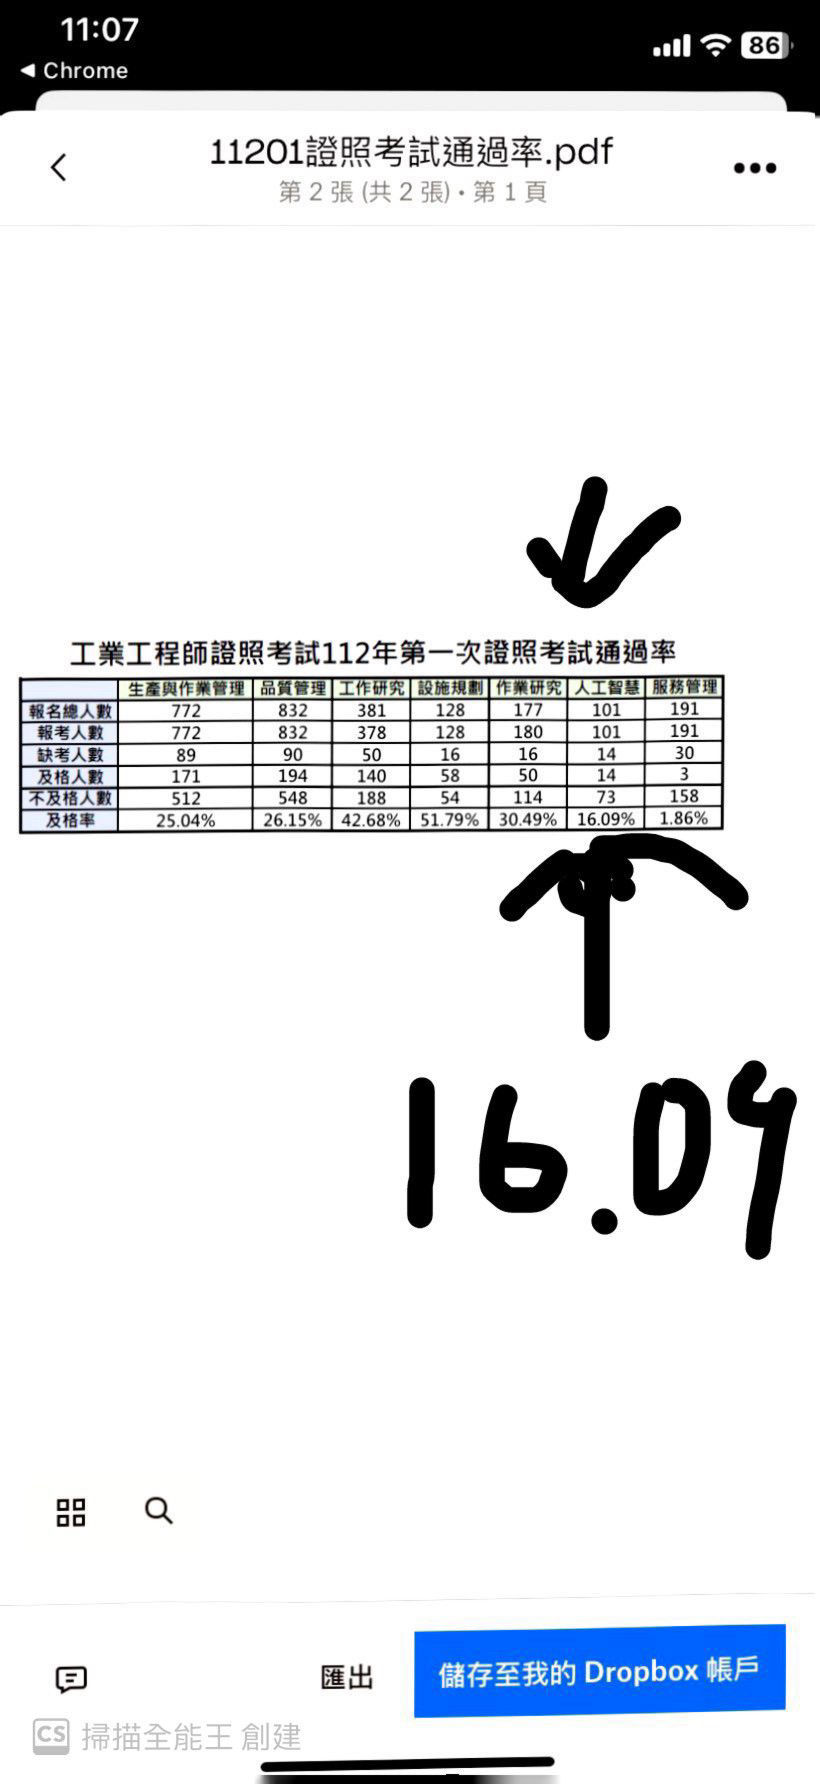 11:07
86
◀ Chrome
11201證照考試通過率.pdf
第 2 張 (共 2 張) • 第 1 頁
工業工程師證照考試112年第一次證照考試通過率
生產與作業管理 品質管理 工作研究 設施規劃 作業研究 人工智慧 服務管理
報名總人數 772 832 381 128 177 101 191
報考人數 772 832 378 128 180 101 191
缺考人數 89 90 50 16 16 14 30
及格人數 171 194 140 58 50 14 3
不及格人數 512 548 188 54 114 73 158
及格率 25.04% 26.15% 42.68% 51.79% 30.49% 16.09% 1.86%
16.09
匯出
儲存至我的 Dropbox 帳戶
CS 掃描全能王 創建